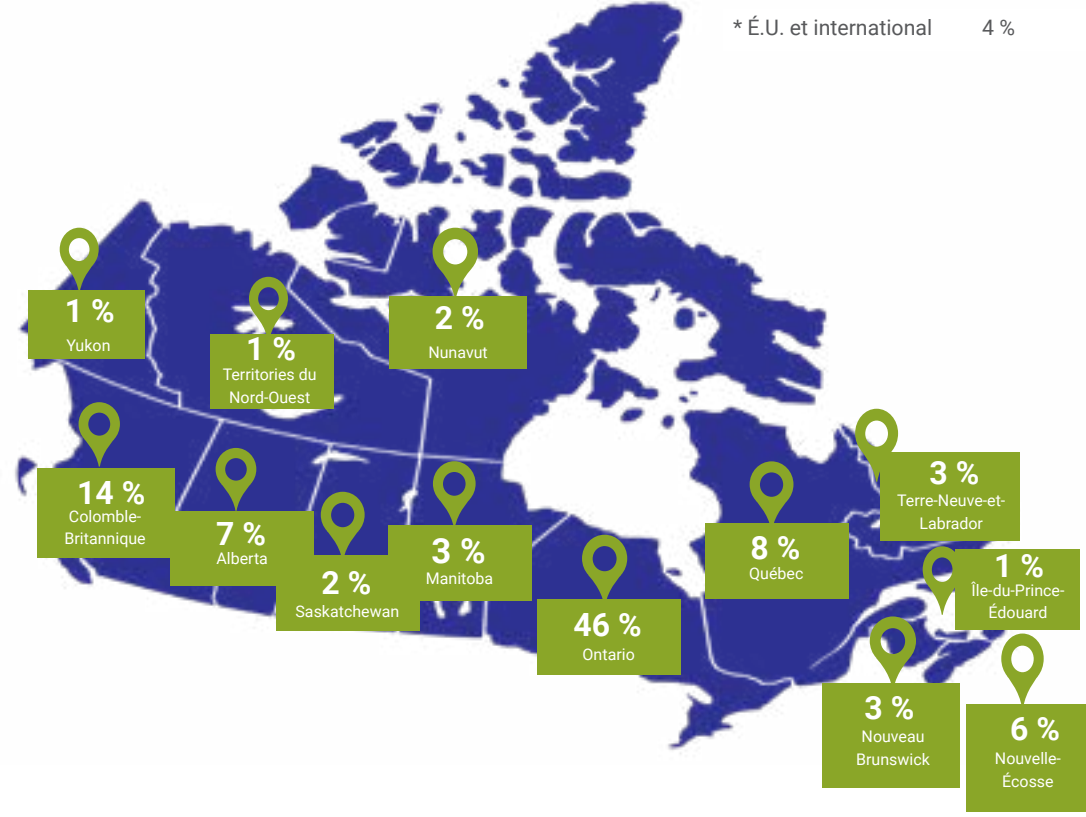 * É.U. et international 4 %
1 %
Yukon
1 %
Territories du
Nord-Ouest
2 %
Nunavut
14 %
Colomble-
Britannique
7 %
Alberta
2 %
Saskatchewan
3 %
Manitoba
46 %
Ontario
8 %
Québec
3 %
Terre-Neuve-et-
Labrador
1 %
Île-du-Prince-
Édouard
3 %
Nouveau
Brunswick
6 %
Nouvelle-
Écosse